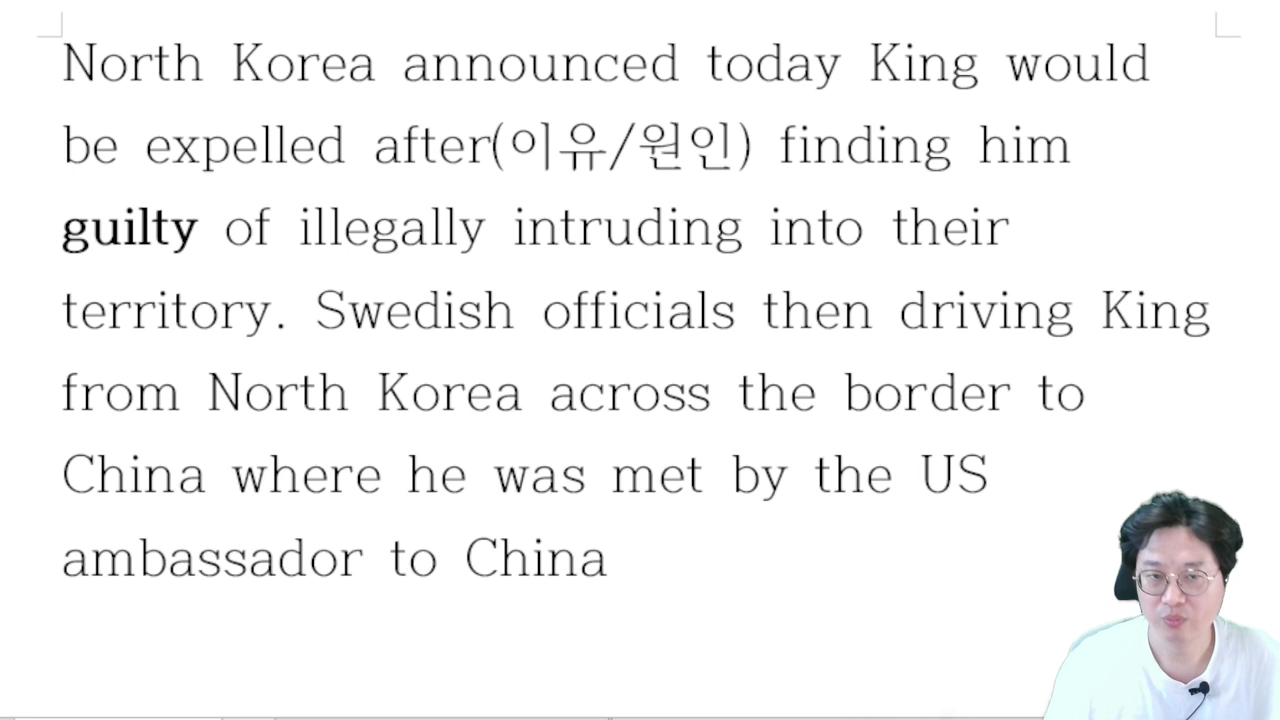 North Korea announced today King would
be expelled after(이유/원인) finding him
guilty of illegally intruding into their
territory. Swedish officials then driving King
from North Korea across the border to
China where he was met by the US
ambassador to China